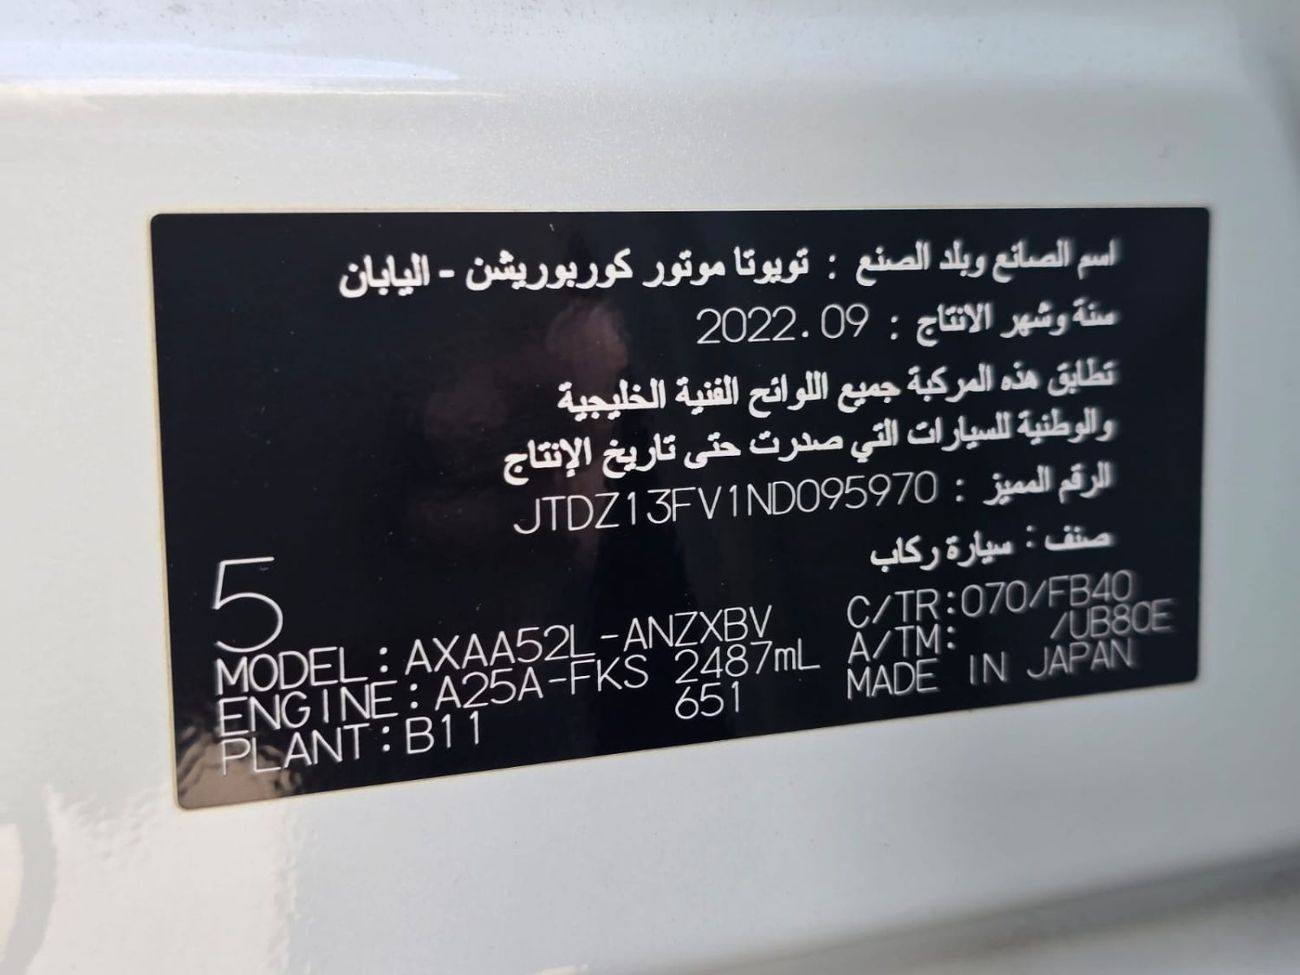 اسم الصانع وبلد الصنع : تويوتا موتور كوربوريشن - اليابان
سنة وشهر الانتاج : 2022.09
تطابق هذه المركبة جميع اللوائح الفنية الخليجية
والوطنية للسيارات التي صدرت حتى تاريخ الإنتاج
الرقم المميز : JTDZ13FV1ND095970
صنف : سيارة ركاب
5
MODEL:AXAA52L-ANZXBV C/TR:070/FB40
ENGINE:A25A-FKS 2487mL A/TM: /UB80E
PLANT:B11 651 MADE IN JAPAN